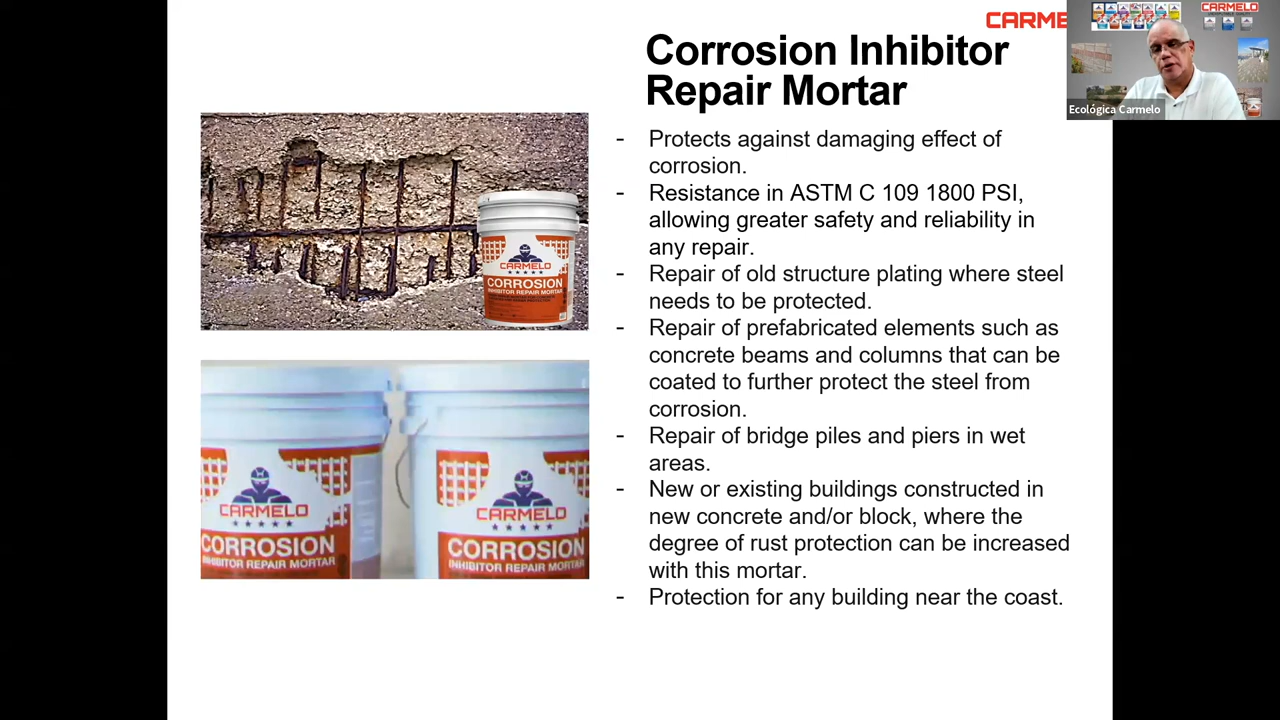 CARME
CARMELO
Ecológica Carmelo
Corrosion Inhibitor
Repair Mortar
- Protects against damaging effect of
corrosion.
- Resistance in ASTM C 109 1800 PSI,
allowing greater safety and reliability in
any repair.
- Repair of old structure plating where steel
needs to be protected.
- Repair of prefabricated elements such as
concrete beams and columns that can be
coated to further protect the steel from
corrosion.
- Repair of bridge piles and piers in wet
areas.
- New or existing buildings constructed in
new concrete and/or block, where the
degree of rust protection can be increased
with this mortar.
- Protection for any building near the coast.
CARMELO
CORROSION
INHIBITOR REPAIR MORTAR
CARMELO
CORROSION
INHIBITOR REPAIR MORTAR
CARMELO
CORROSION
INHIBITOR REPAIR MORTAR